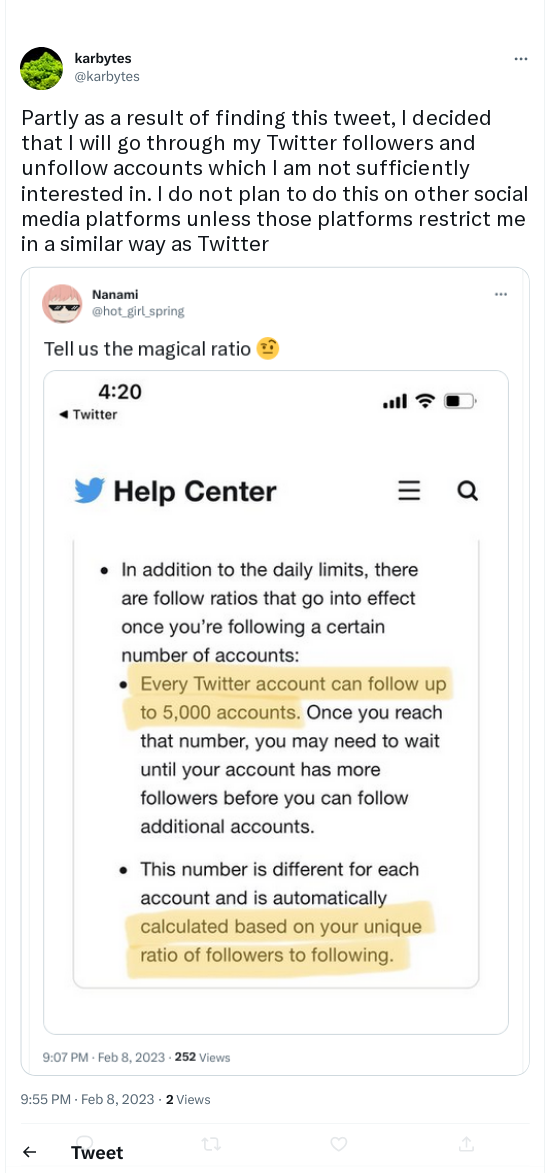 karbytes
@karbytes
Partly as a result of finding this tweet, I decided
that I will go through my Twitter followers and
unfollow accounts which I am not sufficiently
interested in. I do not plan to do this on other social
media platforms unless those platforms restrict me
in a similar way as Twitter
Nanami
@hot_girl_spring
Tell us the magical ratio 🤨
4:20
◀ Twitter
Help Center
• In addition to the daily limits, there
are follow ratios that go into effect
once you’re following a certain
number of accounts:
• Every Twitter account can follow up
to 5,000 accounts. Once you reach
that number, you may need to wait
until your account has more
followers before you can follow
additional accounts.
• This number is different for each
account and is automatically
calculated based on your unique
ratio of followers to following.
9:07 PM · Feb 8, 2023 · 252 Views
9:55 PM · Feb 8, 2023 · 2 Views
← Tweet